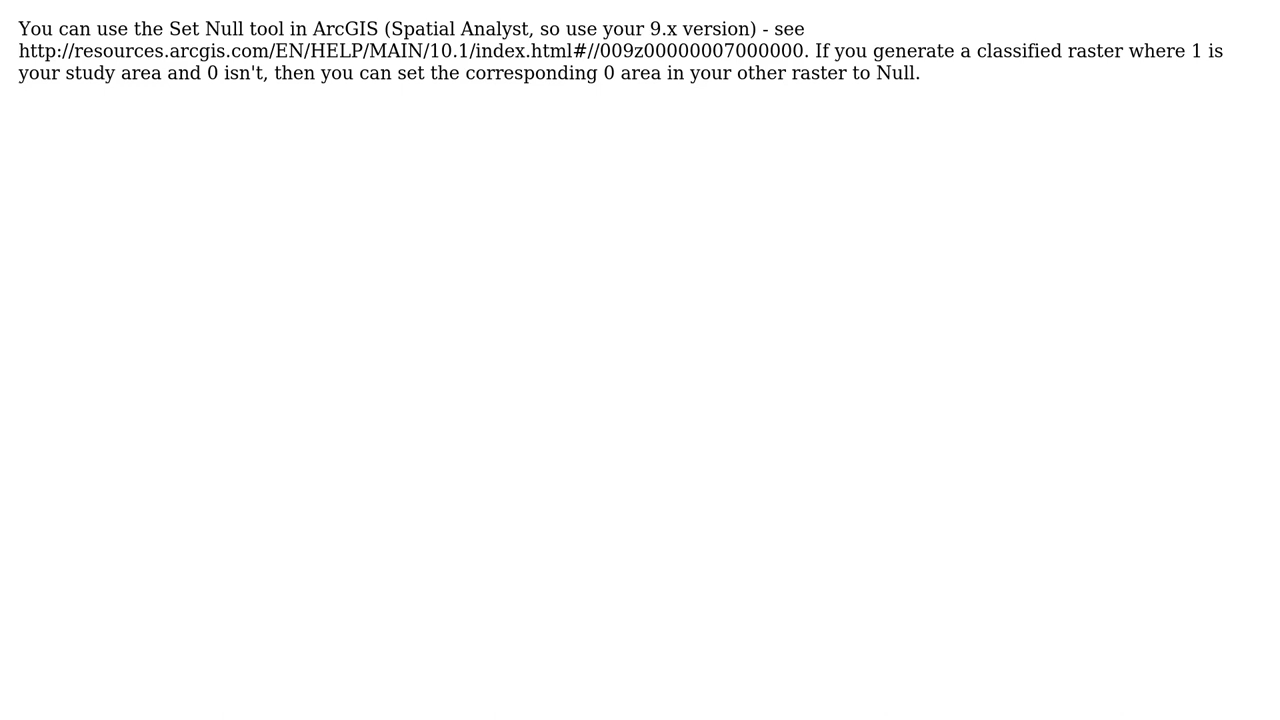 You can use the Set Null tool in ArcGIS (Spatial Analyst, so use your 9.x version) - see
http://resources.arcgis.com/EN/HELP/MAIN/10.1/index.html#//009z00000007000000. If you generate a classified raster where 1 is
your study area and 0 isn't, then you can set the corresponding 0 area in your other raster to Null.